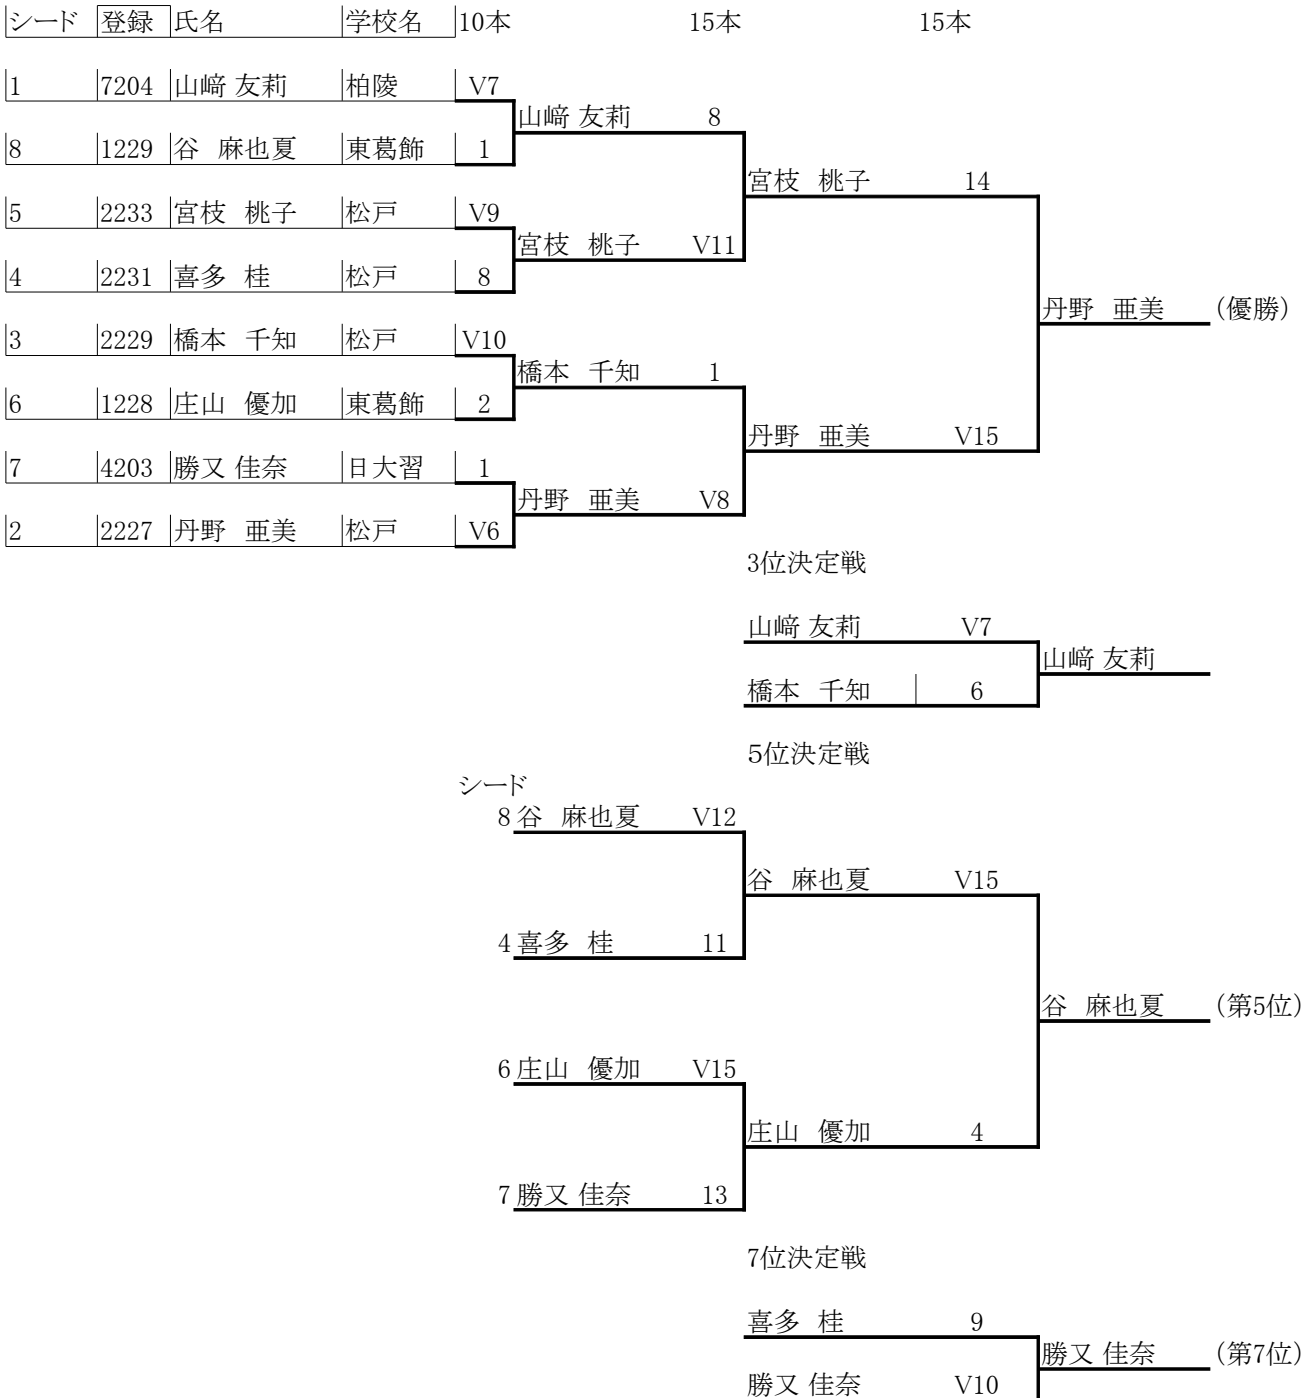 シード 登録 氏名 学校名 10本 15本 15本
1 7204 山﨑 友莉 柏陵 V7
山﨑 友莉 8
8 1229 谷 麻也夏 東葛飾 1
宮枝 桃子 14
5 2233 宮枝 桃子 松戸 V9
宮枝 桃子 V11
4 2231 喜多 桂 松戸 8
丹野 亜美 (優勝)
3 2229 橋本 千知 松戸 V10
橋本 千知 1
6 1228 庄山 優加 東葛飾 2
丹野 亜美 V15
7 4203 勝又 佳奈 日大習 1
丹野 亜美 V8
2 2227 丹野 亜美 松戸 V6
3位決定戦
山﨑 友莉 V7
山﨑 友莉
橋本 千知 6
5位決定戦
シード
8 谷 麻也夏 V12
谷 麻也夏 V15
4 喜多 桂 11
谷 麻也夏 (第5位)
6 庄山 優加 V15
庄山 優加 4
7 勝又 佳奈 13
7位決定戦
喜多 桂 9
勝又 佳奈 (第7位)
勝又 佳奈 V10